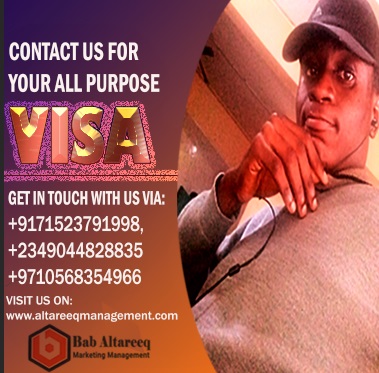 CONTACT US FOR
YOUR ALL PURPOSE
VISA
GET IN TOUCH WITH US VIA:
+9171523791998,
+2349044828835
+9710568354966
VISIT US ON:
www.altareeqmanagement.com
Bab Altareeq
Marketing Management